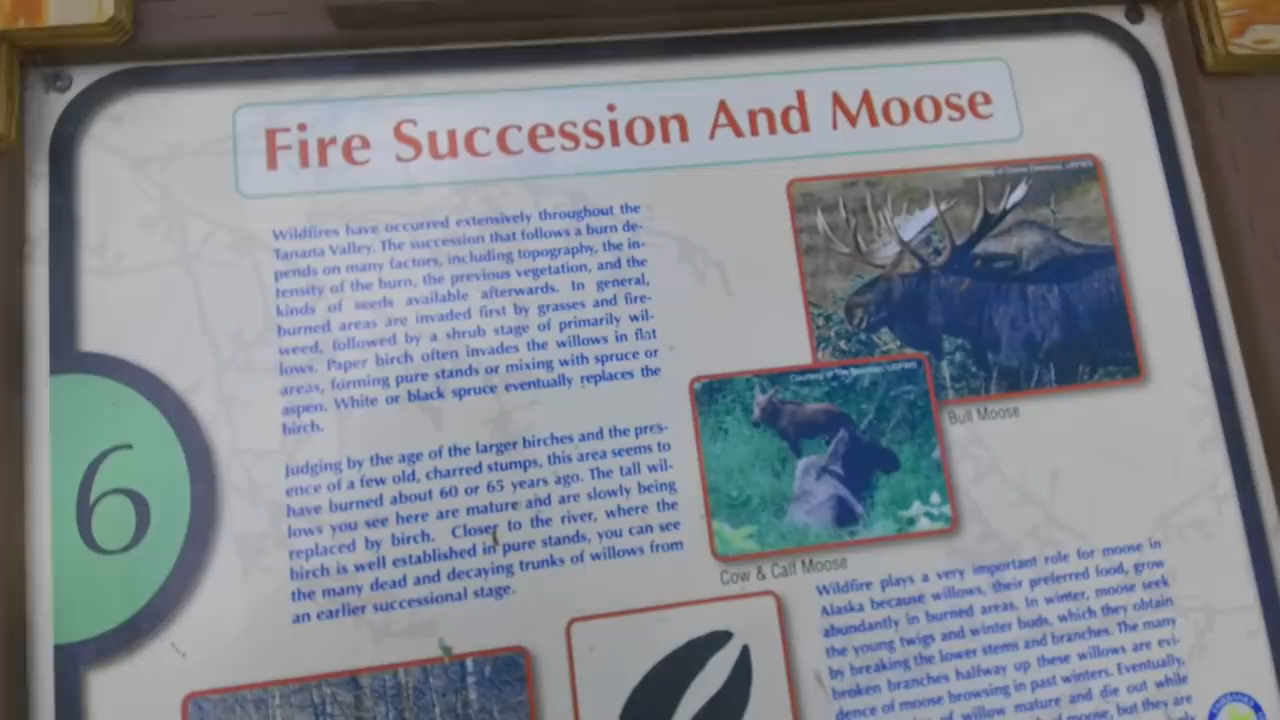 Fire Succession And Moose
Wildfires have occurred extensively throughout the
Tanana Valley. The succession that follows a burn de-
pends on many factors, including topography, the in-
tensity of the burn, the previous vegetation, and the
kinds of seeds available afterwards. In general,
burned areas are invaded first by grasses and fire-
weed, followed by a shrub stage of primarily wil-
lows. Paper birch often invades the willows in flat
areas, forming pure stands or mixing with spruce or
aspen. White or black spruce eventually replaces the
birch.
Judging by the age of the larger birches and the pres-
ence of a few old, charred stumps, this area seems to
have burned about 60 or 65 years ago. The tall wil-
lows you see here are mature and are slowly being
replaced by birch. Closer to the river, where the
birch is well established in pure stands, you can see
the many dead and decaying trunks of willows from
an earlier successional stage.
6
Bull Moose
Cow & Calf Moose
Wildfire plays a very important role for moose in
Alaska because willows, their preferred food, grow
abundantly in burned areas. In winter, moose seek
the young twigs and winter buds, which they obtain
by breaking the lower stems and branches. The many
broken branches halfway up these willows are evi-
dence of moose browsing in past winters. Eventually,
of willow mature and die out while
of moose, but they are